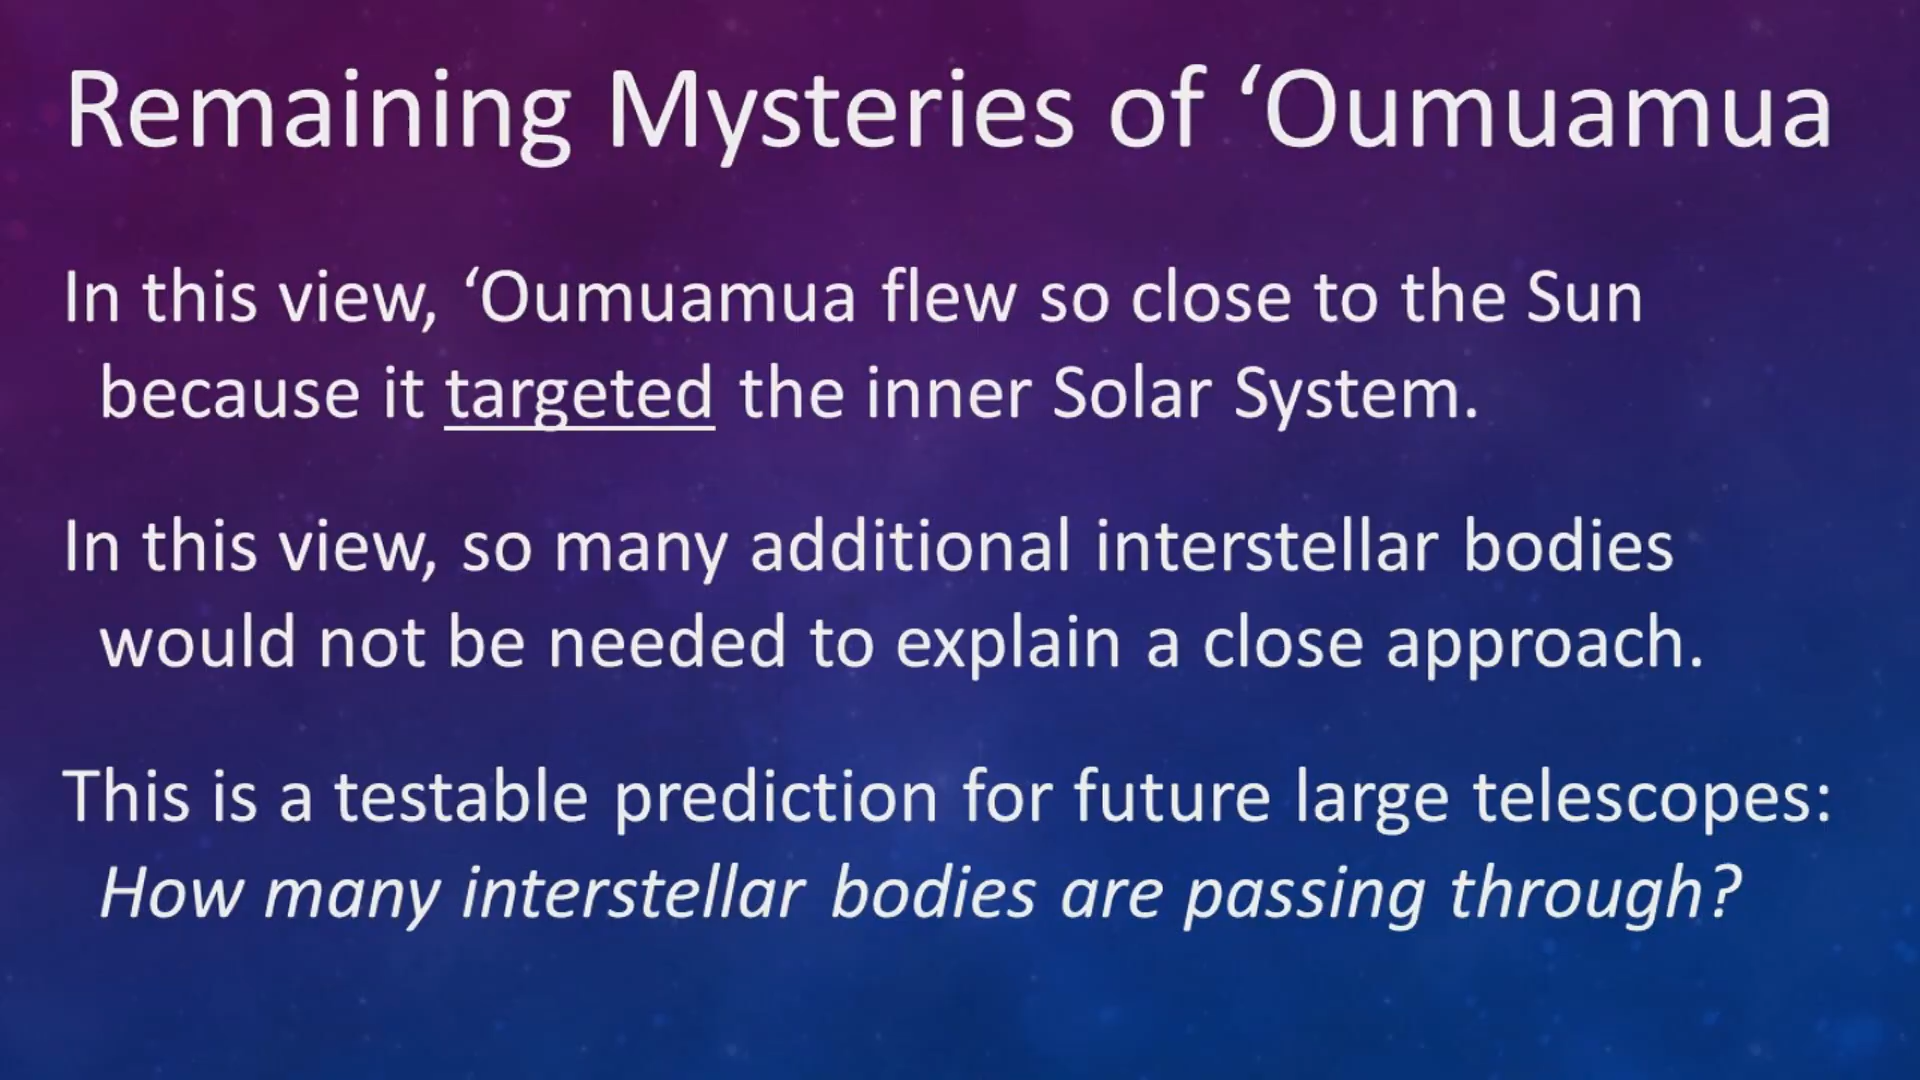 Remaining Mysteries of ‘Oumuamua
In this view, ‘Oumuamua flew so close to the Sun
because it targeted the inner Solar System.
In this view, so many additional interstellar bodies
would not be needed to explain a close approach.
This is a testable prediction for future large telescopes:
How many interstellar bodies are passing through?